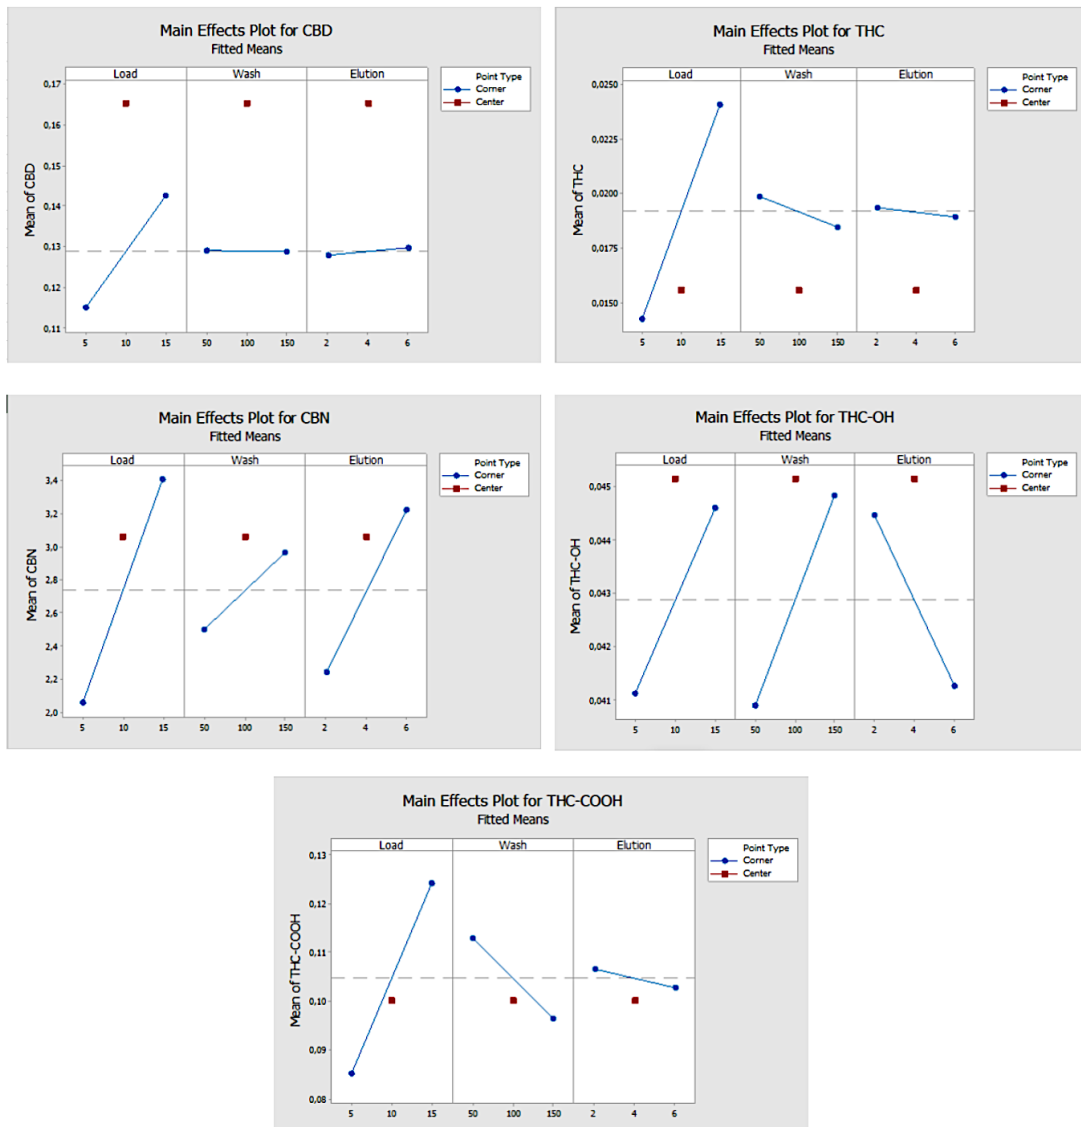 Main Effects Plot for CBD
Fitted Means
Load Wash Elution
Point Type
Corner
Center
Mean of CBD
0,17
0,16
0,15
0,14
0,13
0,12
0,11
5 10 15 50 100 150 2 4 6
Main Effects Plot for THC
Fitted Means
Load Wash Elution
Point Type
Corner
Center
Mean of THC
0,0250
0,0225
0,0200
0,0175
0,0150
5 10 15 50 100 150 2 4 6
Main Effects Plot for CBN
Fitted Means
Load Wash Elution
Point Type
Corner
Center
Mean of CBN
3,4
3,2
3,0
2,8
2,6
2,4
2,2
2,0
5 10 15 50 100 150 2 4 6
Main Effects Plot for THC-OH
Fitted Means
Load Wash Elution
Point Type
Corner
Center
Mean of THC-OH
0,045
0,044
0,043
0,042
0,041
5 10 15 50 100 150 2 4 6
Main Effects Plot for THC-COOH
Fitted Means
Load Wash Elution
Point Type
Corner
Center
Mean of THC-COOH
0,13
0,12
0,11
0,10
0,09
0,08
5 10 15 50 100 150 2 4 6